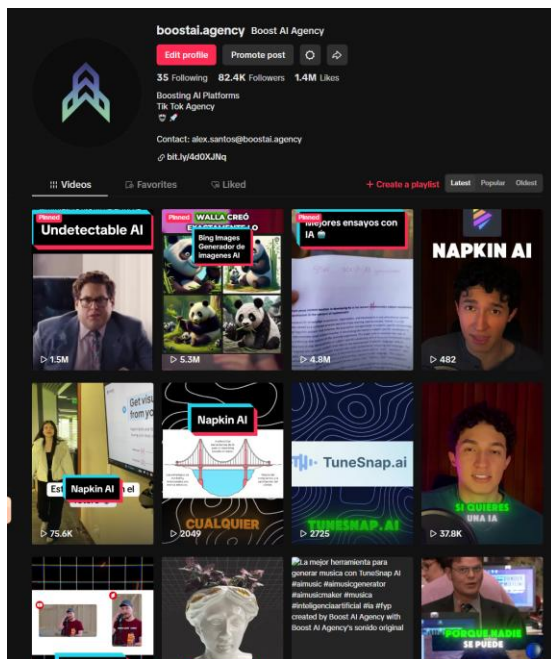 boostai.agency Boost AI Agency
Edit profile Promote post
35 Following 82.4K Followers 1.4M Likes
Boosting AI Platforms
Tik Tok Agency
Contact: alex.santos@boostai.agency
bit.ly/4d0XJNq
Videos Favorites Liked
+ Create a playlist Latest Popular Oldest
Pinned
Undetectable AI
1.5M
Pinned
WALLA CREÓ
Bing Images
Generador de
imagenes AI
5.3M
Pinned
Mejores ensayos con
IA
4.8M
NAPKIN AI
482
Get visu
from yo
Est
Napkin AI
n el
75.6K
Napkin AI
CUALQUIER
2049
TuneSnap.ai
TUNESNAP.AI
2725
SI QUIERES
UNA IA
37.8K
La mejor herramienta para
generar musica con TuneSnap AI
#aimusic #aimusicgenerator
#aimusicmaker #musica
#inteligenciaartificial #ia #fyp
created by Boost AI Agency with
Boost AI Agency's sonido original
PORQUE NADIE
SE PUEDE